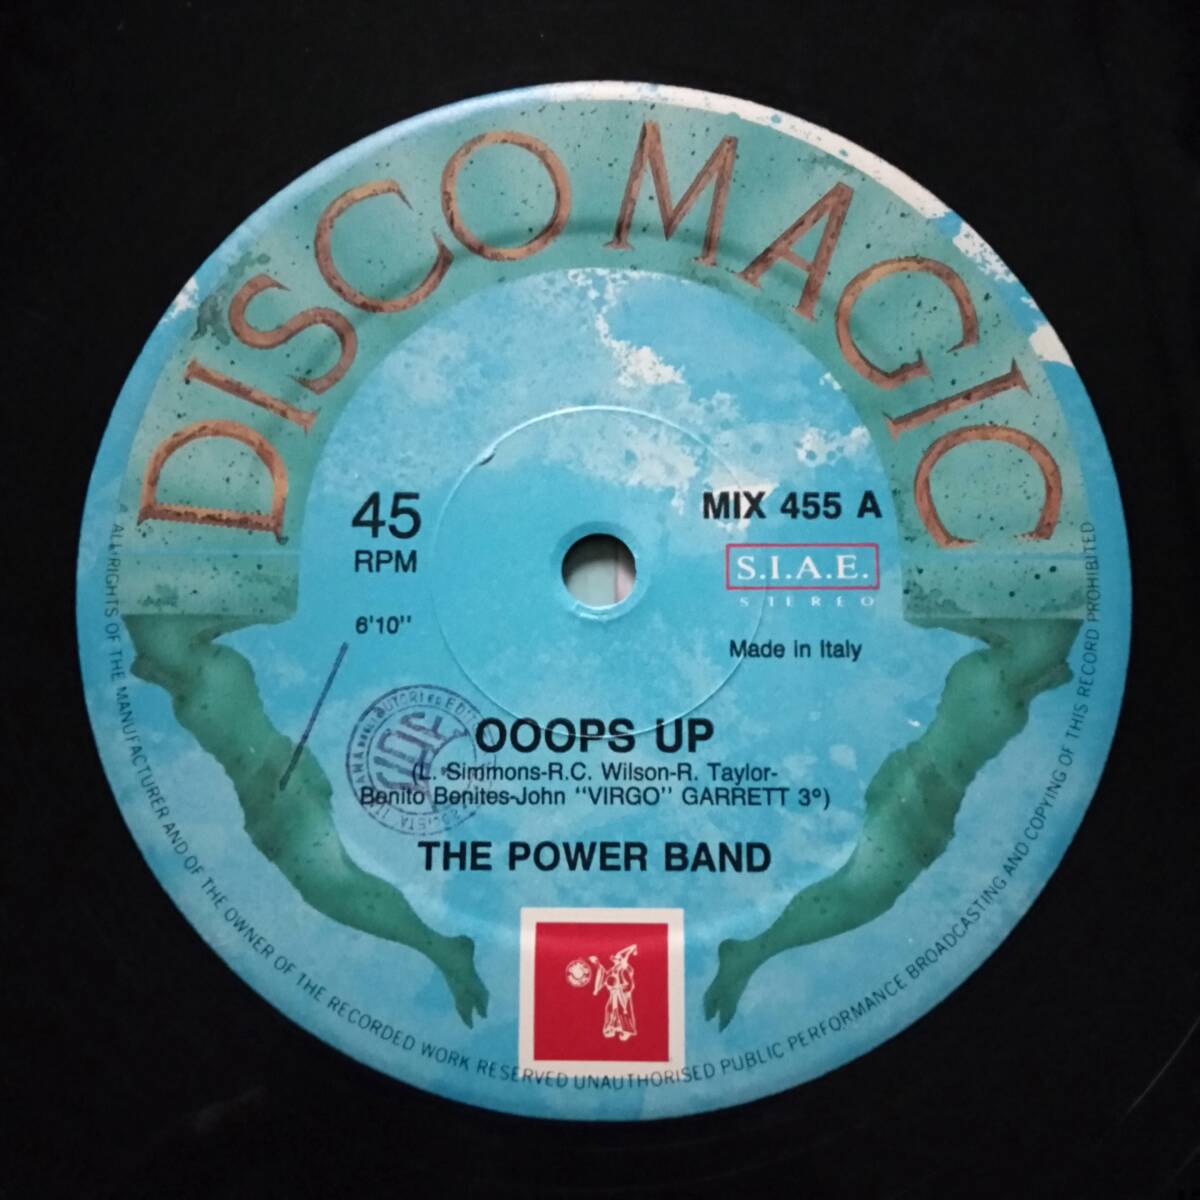 DISCO MAGIC
45
RPM
6'10''
MIX 455 A
S.I.A.E.
STEREO
Made in Italy
OOOPS UP
(L. Simmons-R.C. Wilson-R. Taylor-
Benito Benites-John "VIRGO" GARRETT 3°)
THE POWER BAND
ALL RIGHTS OF THE MANUFACTURER AND OF THE OWNER OF THE RECORDED WORK RESERVED UNAUTHORISED PUBLIC PERFORMANCE BROADCASTING AND COPYING OF THIS RECORD PROHIBITED